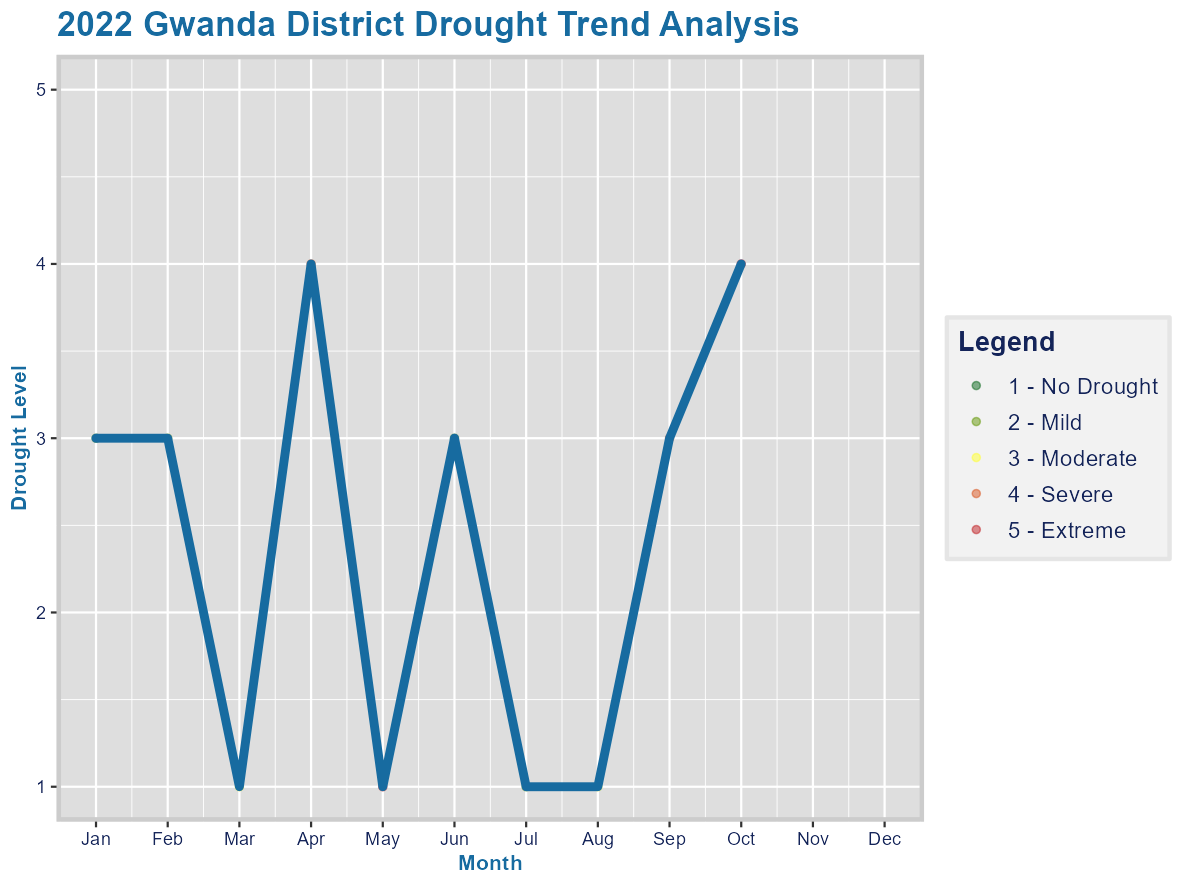 2022 Gwanda District Drought Trend Analysis
Drought Level
5
4
3
2
1
Jan Feb Mar Apr May Jun Jul Aug Sep Oct Nov Dec
Month
Legend
1 - No Drought
2 - Mild
3 - Moderate
4 - Severe
5 - Extreme